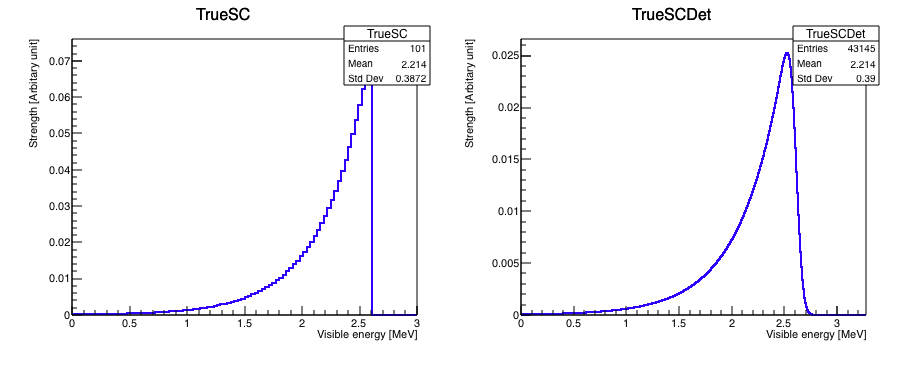 TrueSC
TrueSC
Entries 101
Mean 2.214
Std Dev 0.3872
Strength [Arbitary unit]
0.07
0.06
0.05
0.04
0.03
0.02
0.01
0
0 0.5 1 1.5 2 2.5 3
Visible energy [MeV]
TrueSCDet
TrueSCDet
Entries 43145
Mean 2.214
Std Dev 0.39
Strength [Arbitary unit]
0.025
0.02
0.015
0.01
0.005
0
0 0.5 1 1.5 2 2.5 3
Visible energy [MeV]